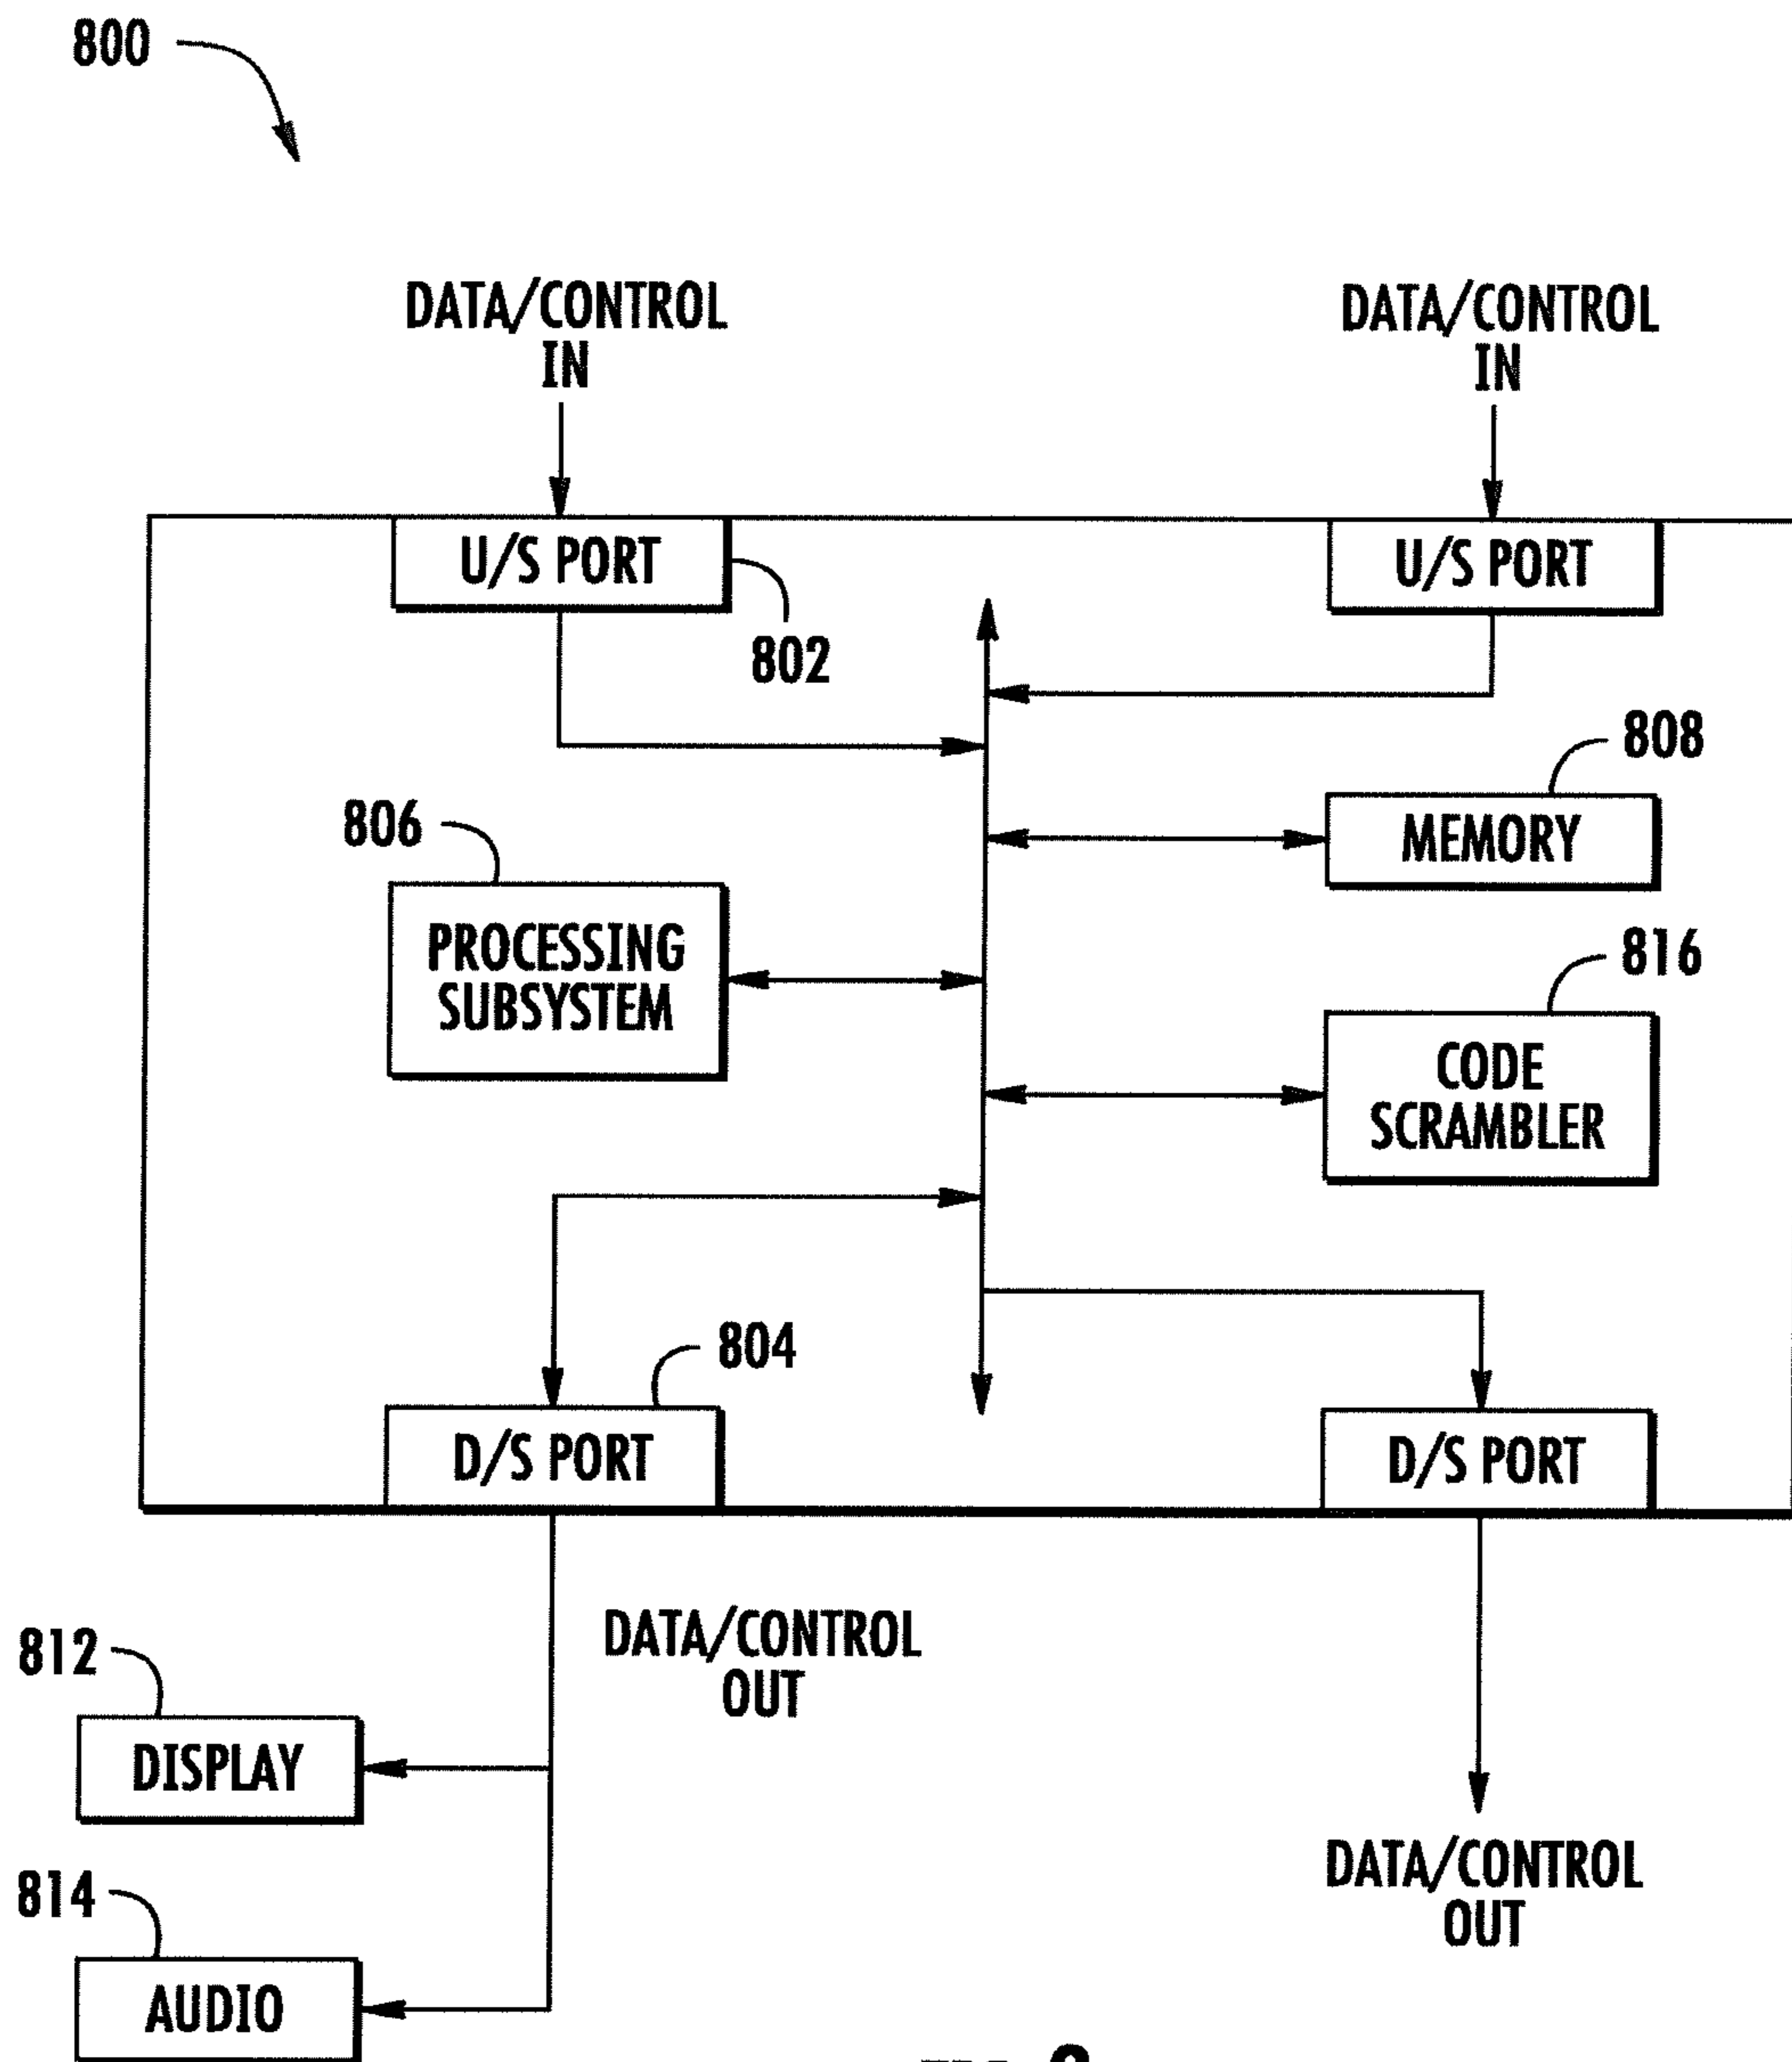 800
DATA/CONTROL
IN
DATA/CONTROL
IN
U/S PORT
U/S PORT
802
808
MEMORY
806
PROCESSING
SUBSYSTEM
816
CODE
SCRAMBLER
804
D/S PORT
D/S PORT
DATA/CONTROL
OUT
812
DISPLAY
DATA/CONTROL
OUT
814
AUDIO